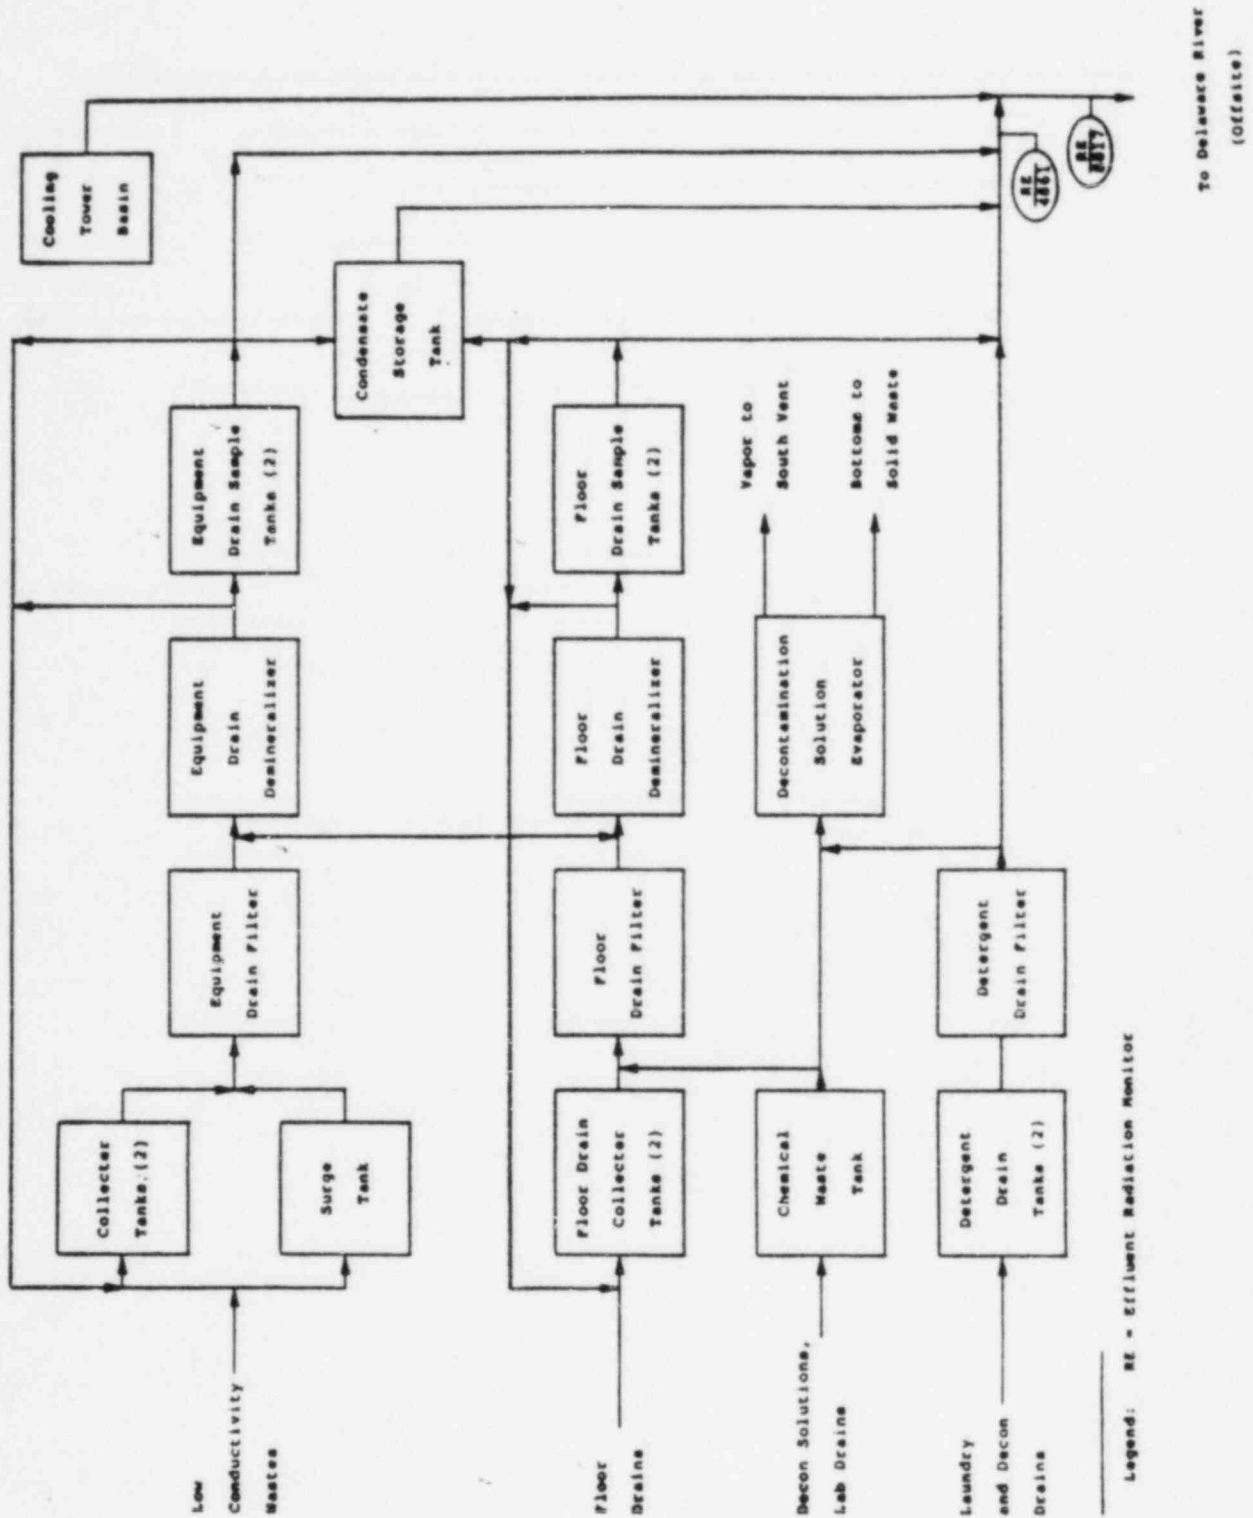 Low
Conductivity
Wastes
Collecter
Tanks (2)
Surge
Tank
Equipment
Drain Filter
Equipment
Drain
Demineralizer
Equipment
Drain Sample
Tanks (2)
Cooling
Tower
Basin
Condensate
Storage
Tank
Floor
Drains
Floor Drain
Collecter
Tanks (2)
Floor
Drain Filter
Floor
Drain
Demineralizer
Floor
Drain Sample
Tanks (2)
Decon Solutions,
Lab Drains
Chemical
Waste
Tank
Decontamination
Solution
Evaporator
Vapor to
South Vent
Bottoms to
Solid Waste
Laundry
and Decon
Drains
Detergent
Drain
Tanks (2)
Detergent
Drain Filter
RE
4861
RE
8817
To Delaware River
(Offsite)
Legend: RE - Effluent Radiation Monitor